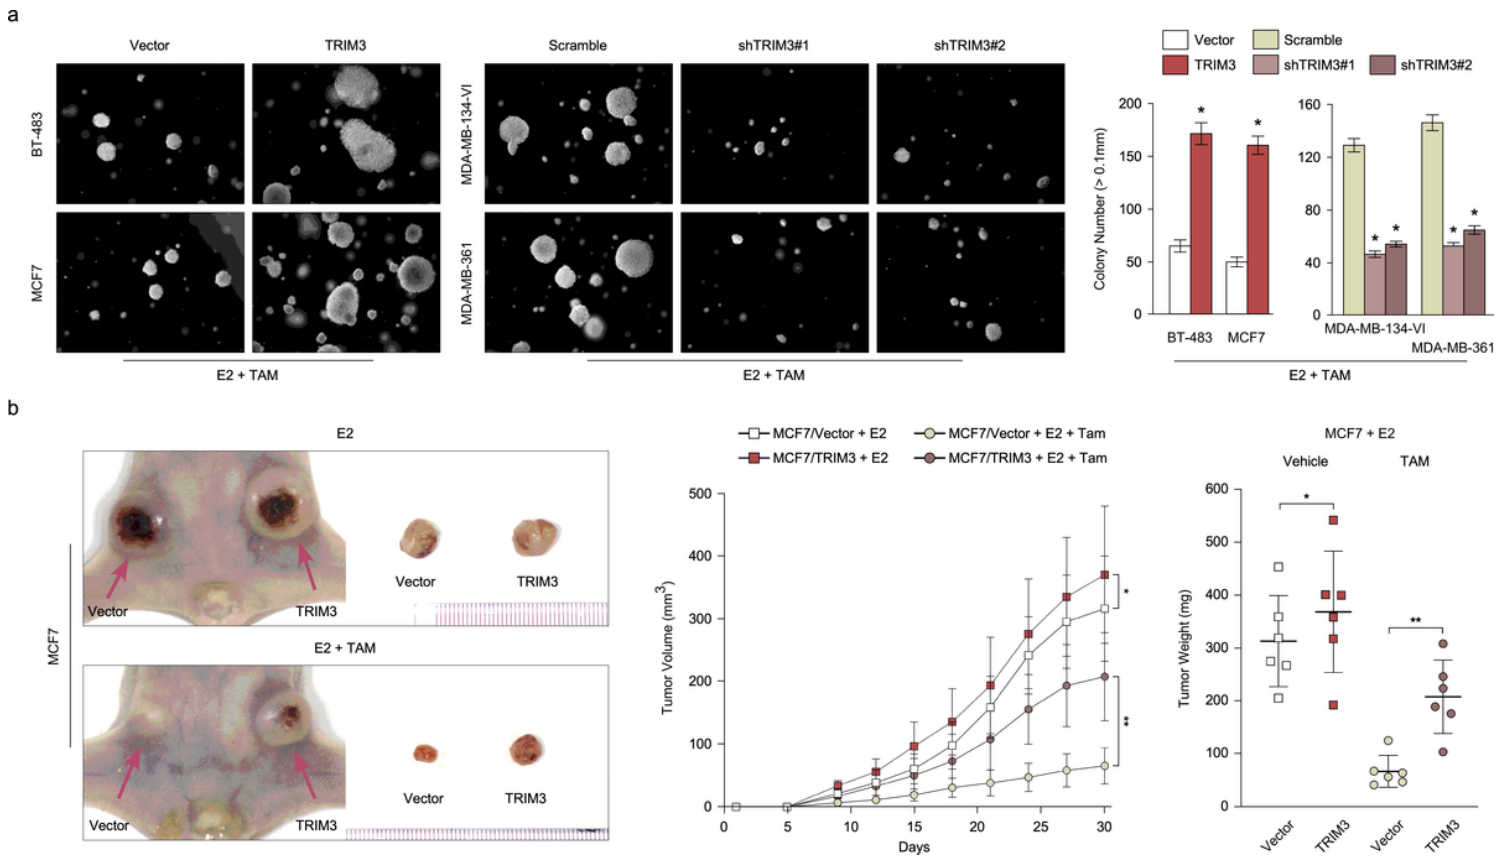 a
Vector
TRIM3
Scramble
shTRIM3#1
shTRIM3#2
BT-483
MCF7
MDA-MB-134-VI
MDA-MB-361
E2 + TAM
E2 + TAM
Vector
Scramble
TRIM3
shTRIM3#1
shTRIM3#2
Colony Number (> 0.1mm)
200
150
100
50
0
*
*
BT-483
MCF7
160
120
80
40
0
*
*
*
*
MDA-MB-134-VI
MDA-MB-361
E2 + TAM
b
MCF7
E2
Vector
TRIM3
Vector
TRIM3
E2 + TAM
Vector
TRIM3
Vector
TRIM3
MCF7/Vector + E2
MCF7/Vector + E2 + Tam
MCF7/TRIM3 + E2
MCF7/TRIM3 + E2 + Tam
Tumor Volume (mm3)
500
400
300
200
100
0
*
**
0
5
10
15
20
25
30
Days
MCF7 + E2
Vehicle
TAM
Tumor Weight (mg)
600
500
400
300
200
100
0
*
**
Vector
TRIM3
Vector
TRIM3